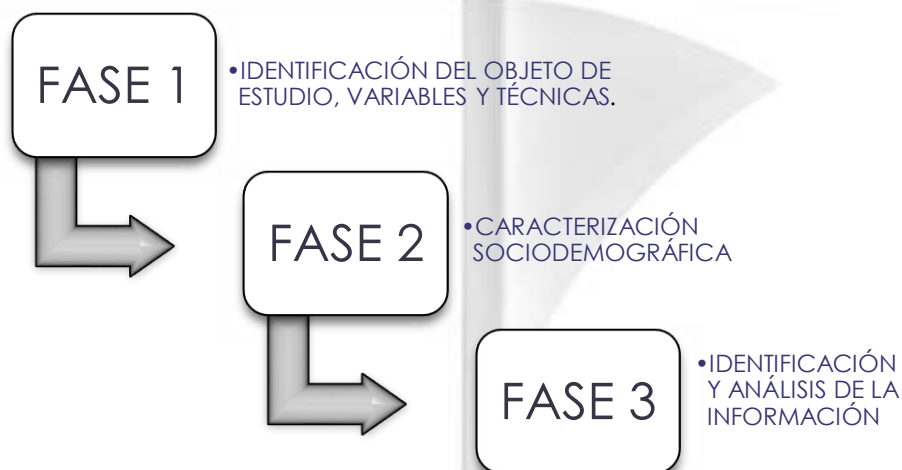 FASE 1
•IDENTIFICACIÓN DEL OBJETO DE
ESTUDIO, VARIABLES Y TÉCNICAS.
FASE 2
•CARACTERIZACIÓN
SOCIODEMOGRÁFICA
FASE 3
•IDENTIFICACIÓN
Y ANÁLISIS DE LA
INFORMACIÓN